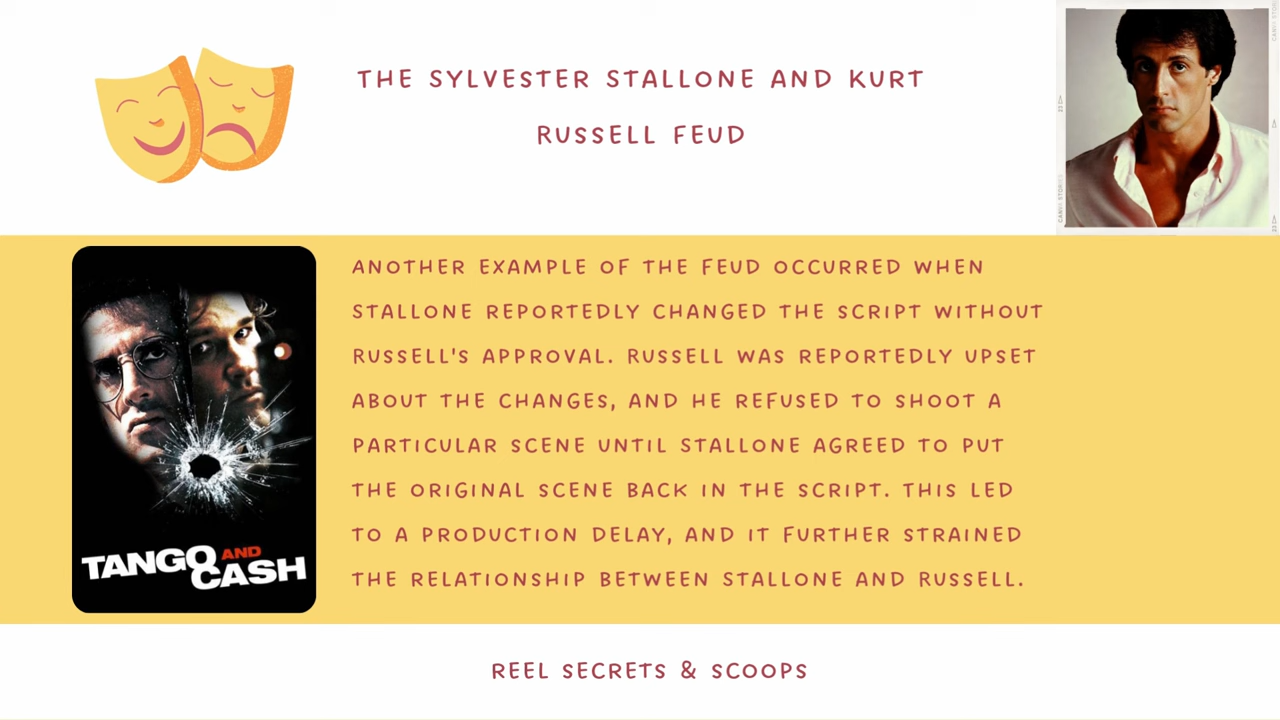 THE SYLVESTER STALLONE AND KURT
RUSSELL FEUD
ANOTHER EXAMPLE OF THE FEUD OCCURRED WHEN
STALLONE REPORTEDLY CHANGED THE SCRIPT WITHOUT
RUSSELL'S APPROVAL. RUSSELL WAS REPORTEDLY UPSET
ABOUT THE CHANGES, AND HE REFUSED TO SHOOT A
PARTICULAR SCENE UNTIL STALLONE AGREED TO PUT
THE ORIGINAL SCENE BACK IN THE SCRIPT. THIS LED
TO A PRODUCTION DELAY, AND IT FURTHER STRAINED
THE RELATIONSHIP BETWEEN STALLONE AND RUSSELL.
TANGO AND
CASH
REEL SECRETS & SCOOPS